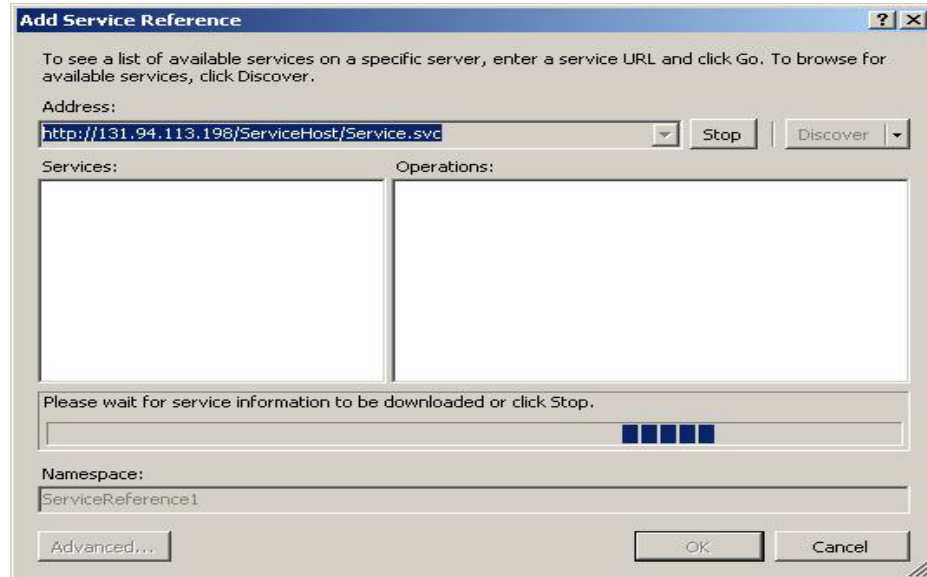 Add Service Reference
To see a list of available services on a specific server, enter a service URL and click Go. To browse for
available services, click Discover.
Address:
http://131.94.113.198/ServiceHost/Service.svc
Stop
Discover
Services:
Operations:
Please wait for service information to be downloaded or click Stop.
Namespace:
ServiceReference1
Advanced...
OK
Cancel